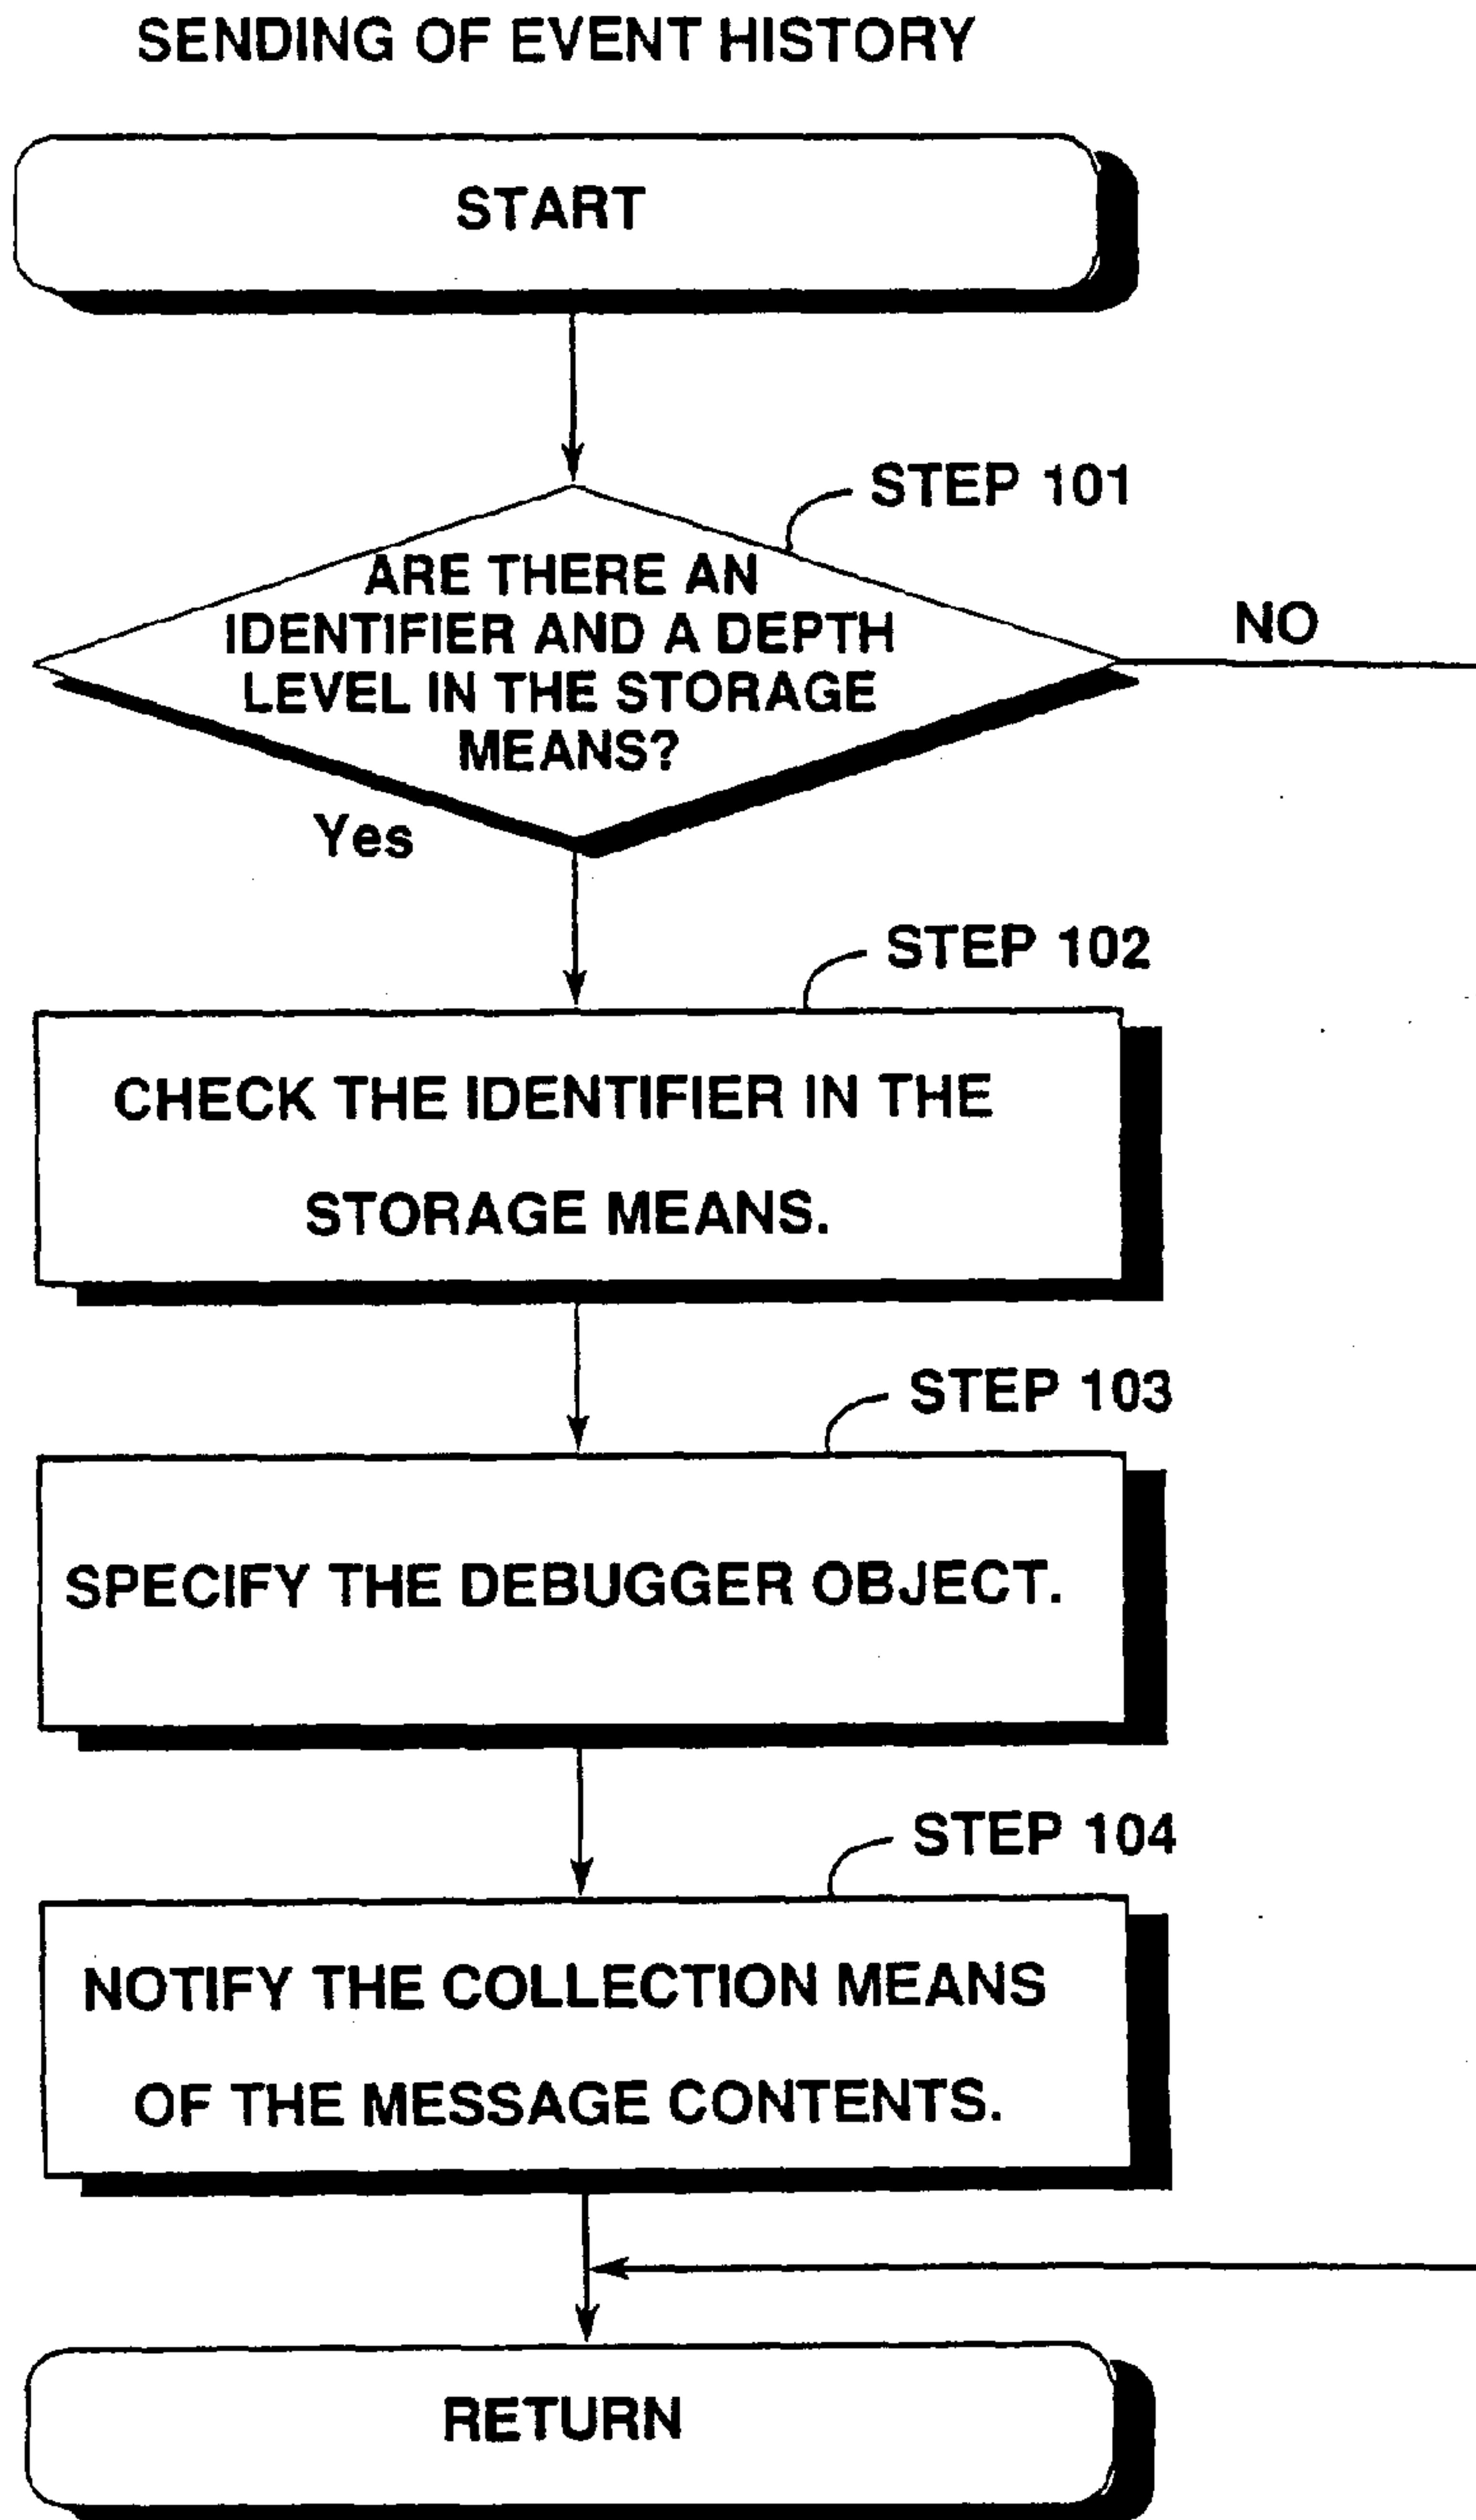 SENDING OF EVENT HISTORY
START
STEP 101
ARE THERE AN
IDENTIFIER AND A DEPTH
LEVEL IN THE STORAGE
MEANS?
NO
Yes
STEP 102
CHECK THE IDENTIFIER IN THE
STORAGE MEANS.
STEP 103
SPECIFY THE DEBUGGER OBJECT.
STEP 104
NOTIFY THE COLLECTION MEANS
OF THE MESSAGE CONTENTS.
RETURN